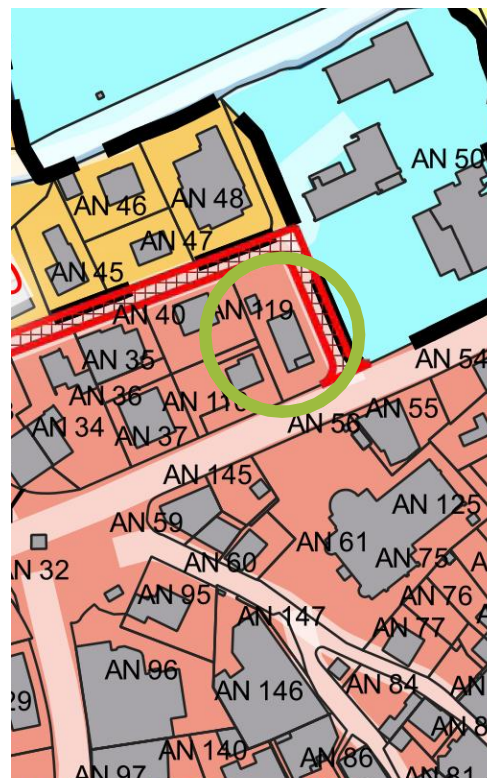 AN 50
AN 46
AN 48
AN 47
AN 45
AN 119
AN 40
AN 35
AN 54
AN 36
AN 55
AN 34
AN 37
AN 145
AN 125
AN 59
AN 61
AN 75
AN 60
AN 32
AN 76
AN 95
AN 147
AN 77
AN 96
AN 84
AN 146
29
AN 140
AN 86
AN 97
AN 81